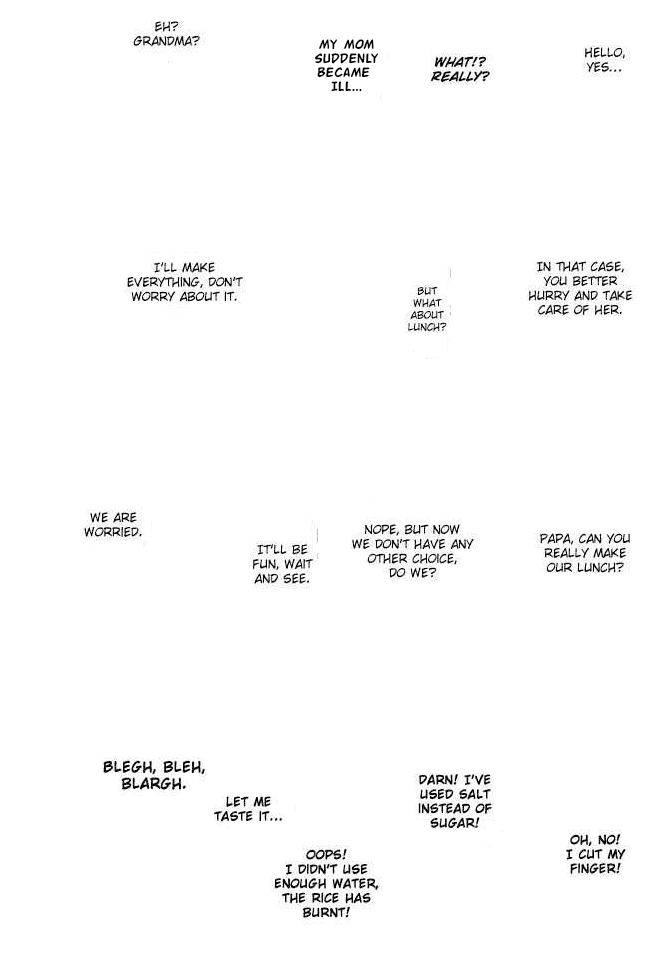 HELLO,
YES...
WHAT!?
REALLY?
MY MOM
SUDDENLY
BECAME
ILL...
EH?
GRANDMA?
IN THAT CASE,
YOU BETTER
HURRY AND TAKE
CARE OF HER.
BUT
WHAT
ABOUT
LUNCH?
I'LL MAKE
EVERYTHING, DON'T
WORRY ABOUT IT.
PAPA, CAN YOU
REALLY MAKE
OUR LUNCH?
NOPE, BUT NOW
WE DON'T HAVE ANY
OTHER CHOICE,
DO WE?
IT'LL BE
FUN, WAIT
AND SEE.
WE ARE
WORRIED.
OH, NO!
I CUT MY
FINGER!
DARN! I'VE
USED SALT
INSTEAD OF
SUGAR!
OOPS!
I DIDN'T USE
ENOUGH WATER,
THE RICE HAS
BURNT!
LET ME
TASTE IT...
BLEGH, BLEH,
BLARGH.